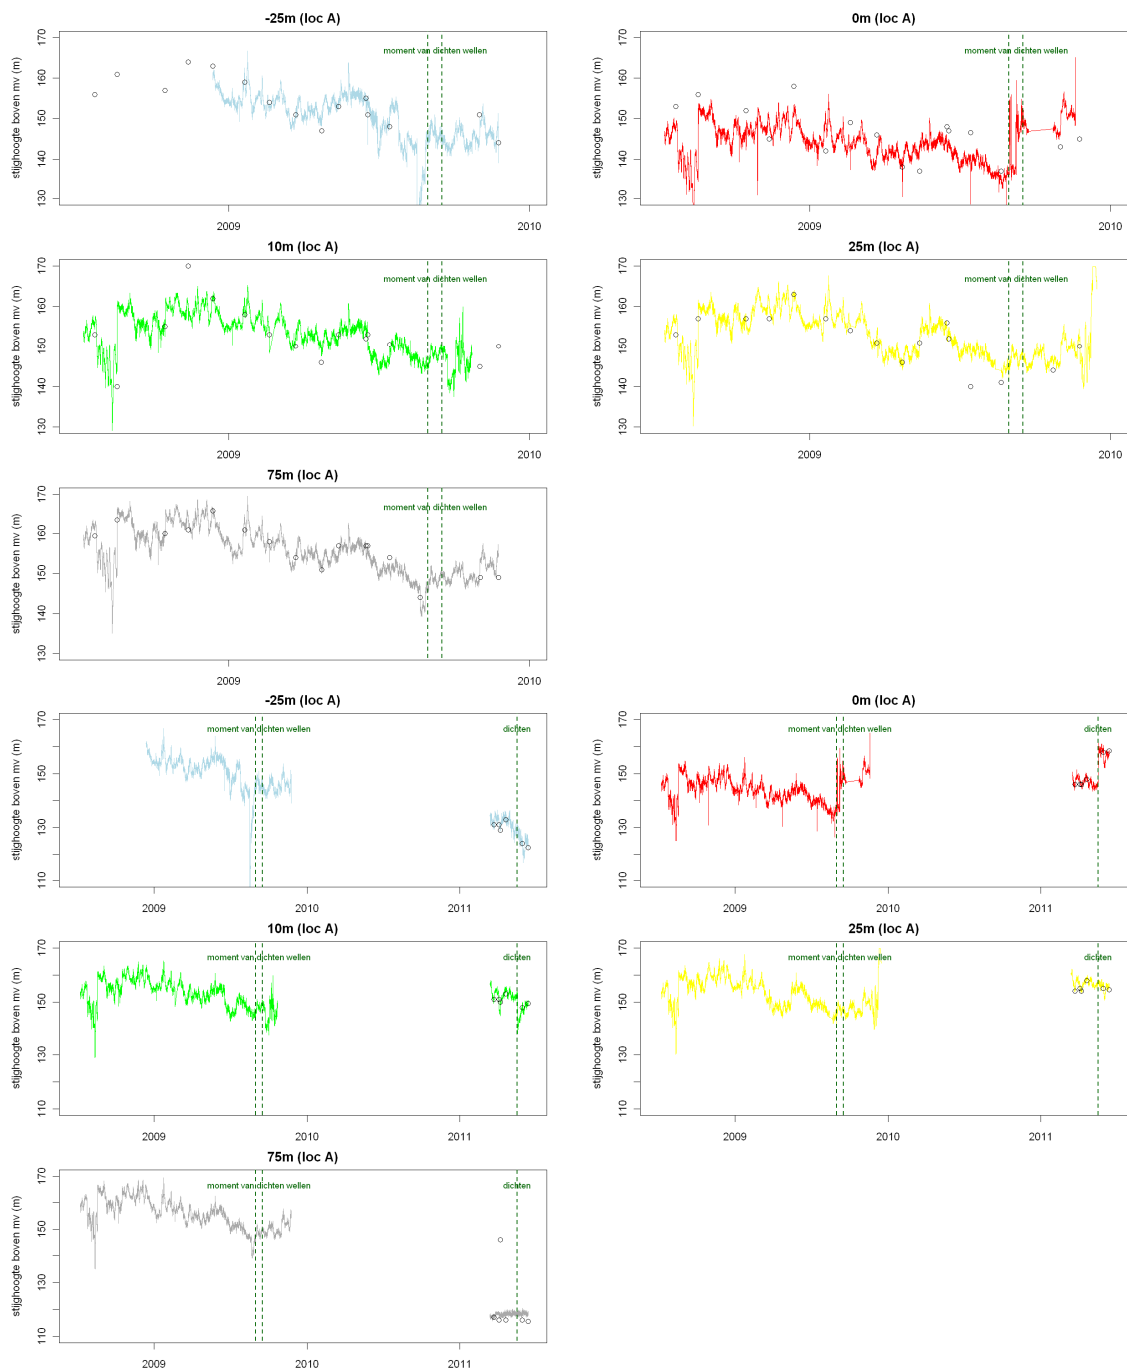 -25m (loc A)
stijghoogte boven mv (m)
130 140 150 160 170
moment van dichten wellen
2009 2010
0m (loc A)
stijghoogte boven mv (m)
130 140 150 160 170
moment van dichten wellen
2009 2010
10m (loc A)
stijghoogte boven mv (m)
130 140 150 160 170
moment van dichten wellen
2009 2010
25m (loc A)
stijghoogte boven mv (m)
130 140 150 160 170
moment van dichten wellen
2009 2010
75m (loc A)
stijghoogte boven mv (m)
130 140 150 160 170
moment van dichten wellen
2009 2010
-25m (loc A)
stijghoogte boven mv (m)
110 130 150 170
moment van dichten wellen
dichten
2009 2010 2011
0m (loc A)
stijghoogte boven mv (m)
110 130 150 170
moment van dichten wellen
dichten
2009 2010 2011
10m (loc A)
stijghoogte boven mv (m)
110 130 150 170
moment van dichten wellen
dichten
2009 2010 2011
25m (loc A)
stijghoogte boven mv (m)
110 130 150 170
moment van dichten wellen
dichten
2009 2010 2011
75m (loc A)
stijghoogte boven mv (m)
110 130 150 170
moment van dichten wellen
dichten
2009 2010 2011